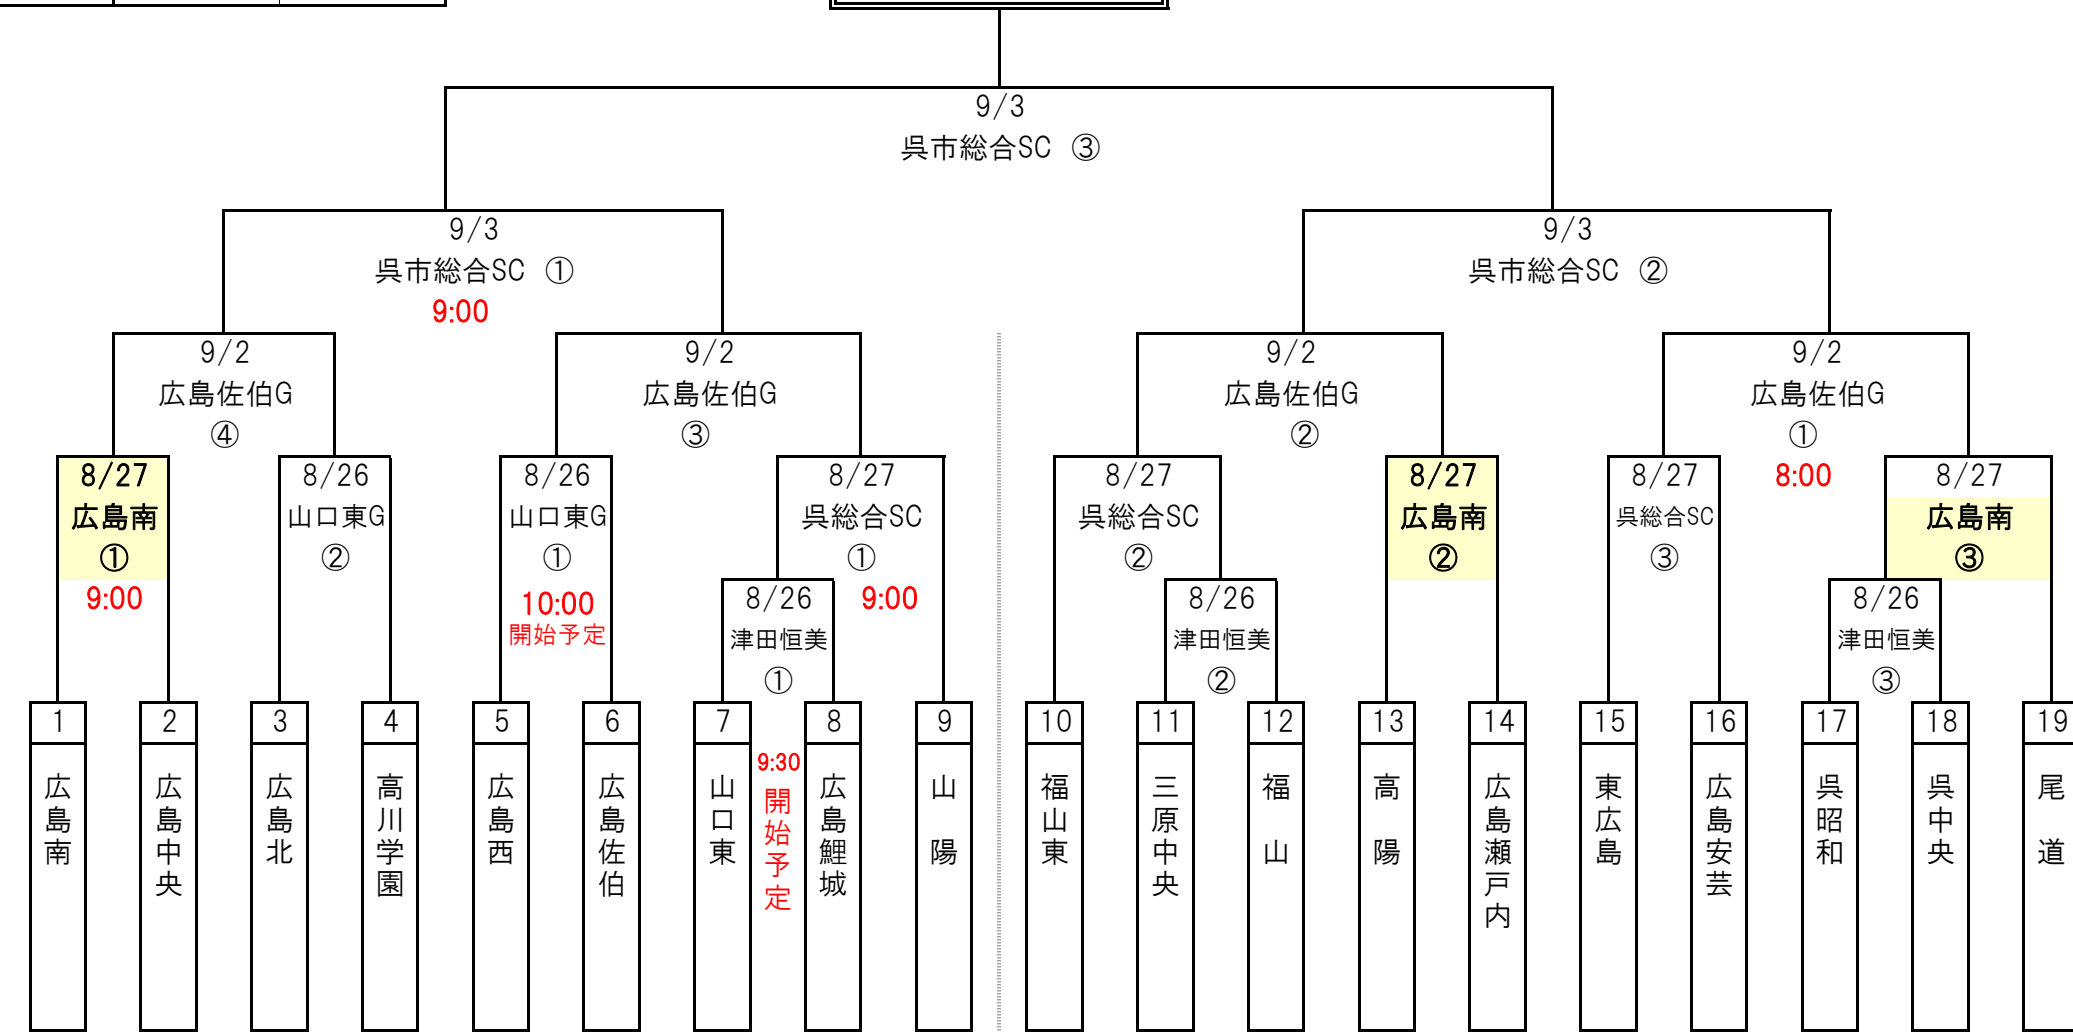 9/3
呉市総合SC ③
9/3
呉市総合SC ①
9:00
9/3
呉市総合SC ②
9/2
広島佐伯G
④
9/2
広島佐伯G
③
9/2
広島佐伯G
②
9/2
広島佐伯G
①
8:00
8/27
広島南
①
9:00
8/26
山口東G
②
8/26
山口東G
①
10:00
開始予定
8/27
呉総合SC
①
9:00
8/27
呉総合SC
②
8/27
広島南
②
8/27
呉総合SC
③
8/27
広島南
③
8/26
津田恒美
①
8/26
津田恒美
②
8/26
津田恒美
③
1
広島南
2
広島中央
3
広島北
4
高川学園
5
広島西
6
広島佐伯
7
山口東
9:30
開始予定
8
広島鯉城
9
山陽
10
福山東
11
三原中央
12
福山
13
高陽
14
広島瀬戸内
15
東広島
16
広島安芸
17
呉昭和
18
呉中央
19
尾道